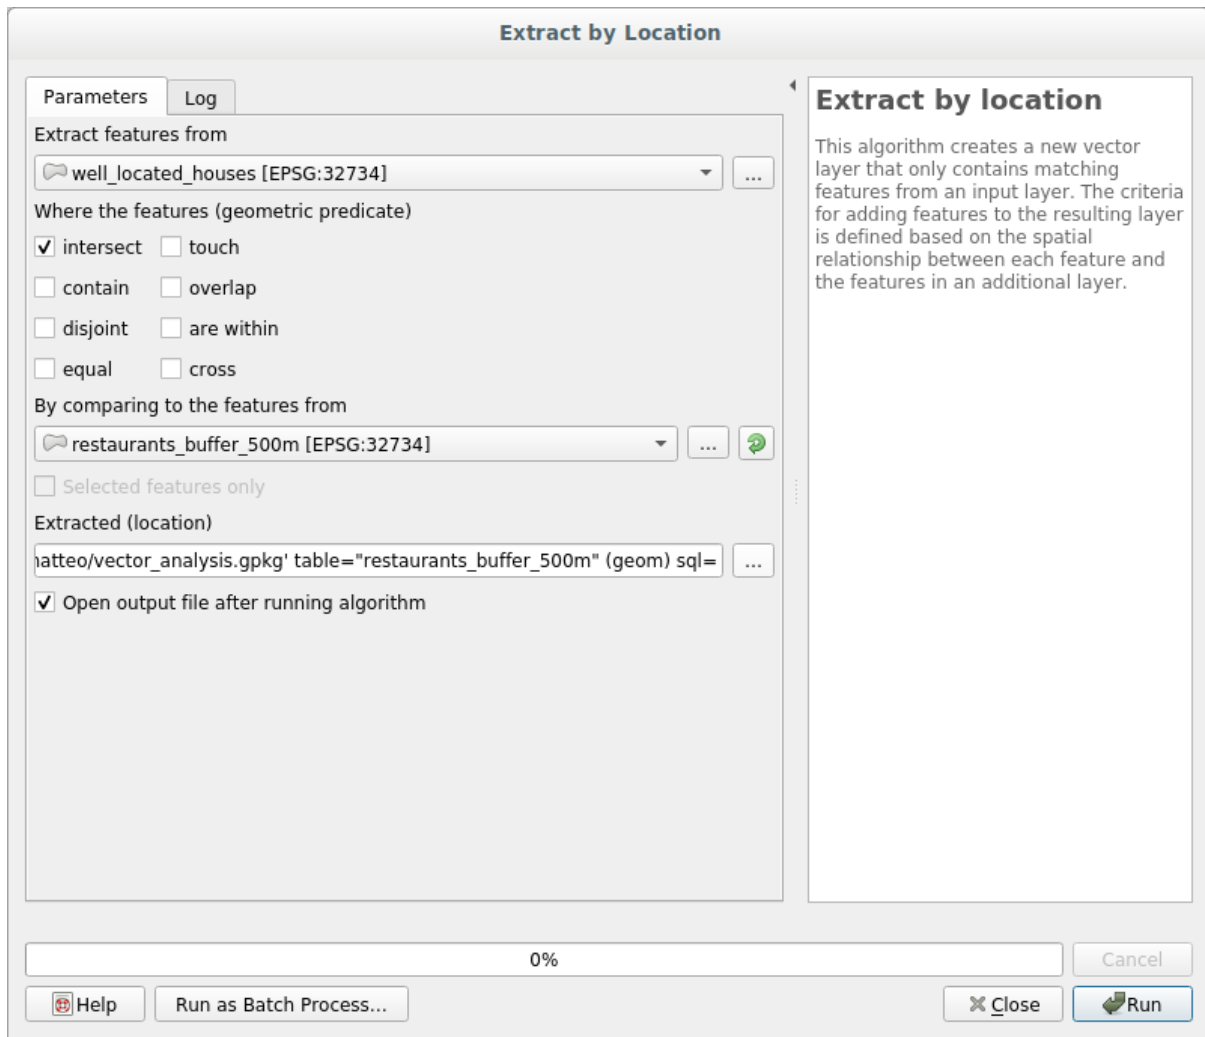 Extract by Location
Parameters
Log
Extract features from
well_located_houses [EPSG:32734]
...
Where the features (geometric predicate)
intersect
touch
contain
overlap
disjoint
are within
equal
cross
By comparing to the features from
restaurants_buffer_500m [EPSG:32734]
...
Selected features only
Extracted (location)
natteo/vector_analysis.gpkg' table="restaurants_buffer_500m" (geom) sql=
...
Open output file after running algorithm
Extract by location
This algorithm creates a new vector
layer that only contains matching
features from an input layer. The criteria
for adding features to the resulting layer
is defined based on the spatial
relationship between each feature and
the features in an additional layer.
0%
Cancel
Help
Run as Batch Process...
Close
Run